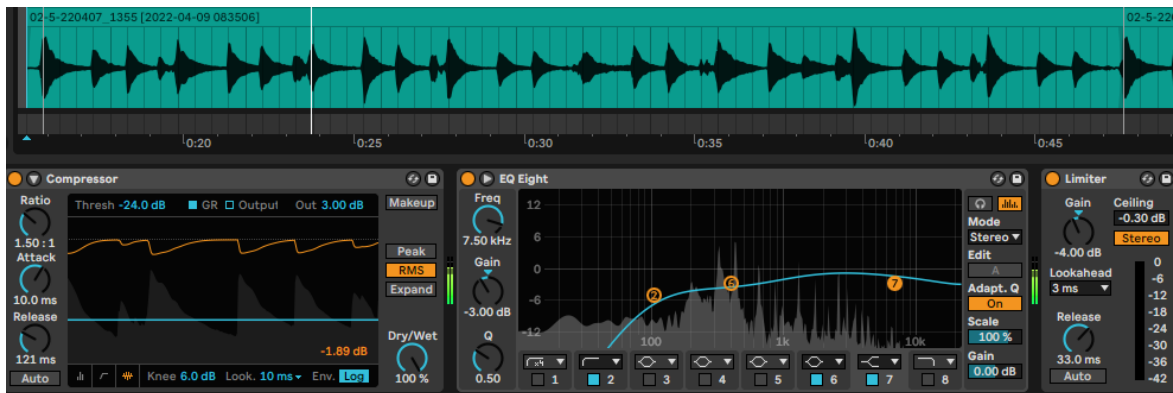 02-5-220407_1355 [2022-04-09 083506]
02-5-22
0:20
0:25
0:30
0:35
0:40
0:45
Compressor
Ratio
1.50 : 1
Attack
10.0 ms
Release
121 ms
Auto
Thresh -24.0 dB
GR
Output
Out 3.00 dB
-1.89 dB
Knee 6.0 dB
Look. 10 ms
Env. Log
Makeup
Peak
RMS
Expand
Dry/Wet
100 %
EQ Eight
Freq
7.50 kHz
Gain
-3.00 dB
Q
0.50
12
6
0
-6
-12
100
1k
10k
2
6
7
x4
1
2
3
4
5
6
7
8
Mode
Stereo
Edit
A
Adapt. Q
On
Scale
100 %
Gain
0.00 dB
Limiter
Gain
-4.00 dB
Lookahead
3 ms
Release
33.0 ms
Auto
Ceiling
-0.30 dB
Stereo
0
-6
-12
-18
-24
-30
-36
-42